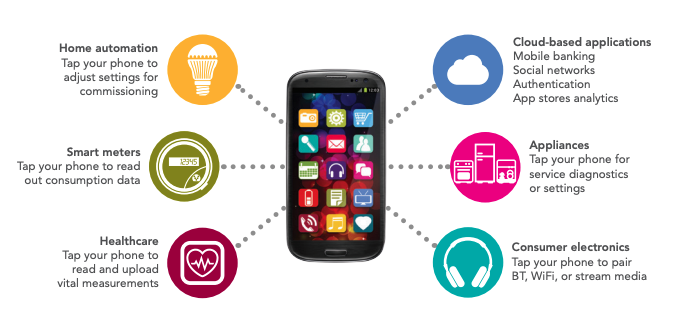 Home automation
Tap your phone to
adjust settings for
commissioning
Smart meters
Tap your phone to read
out consumption data
12345
Healthcare
Tap your phone to
read and upload
vital measurements
Cloud-based applications
Mobile banking
Social networks
Authentication
App stores analytics
Appliances
Tap your phone for
service diagnostics
or settings
Consumer electronics
Tap your phone to pair
BT, WiFi, or stream media